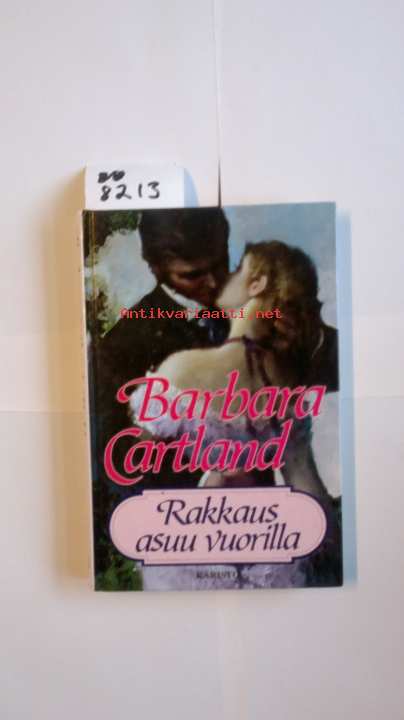 8213
Antikvariaatti.net
Barbara
Cartland
Rakkaus
asuu vuorilla
KARISTO